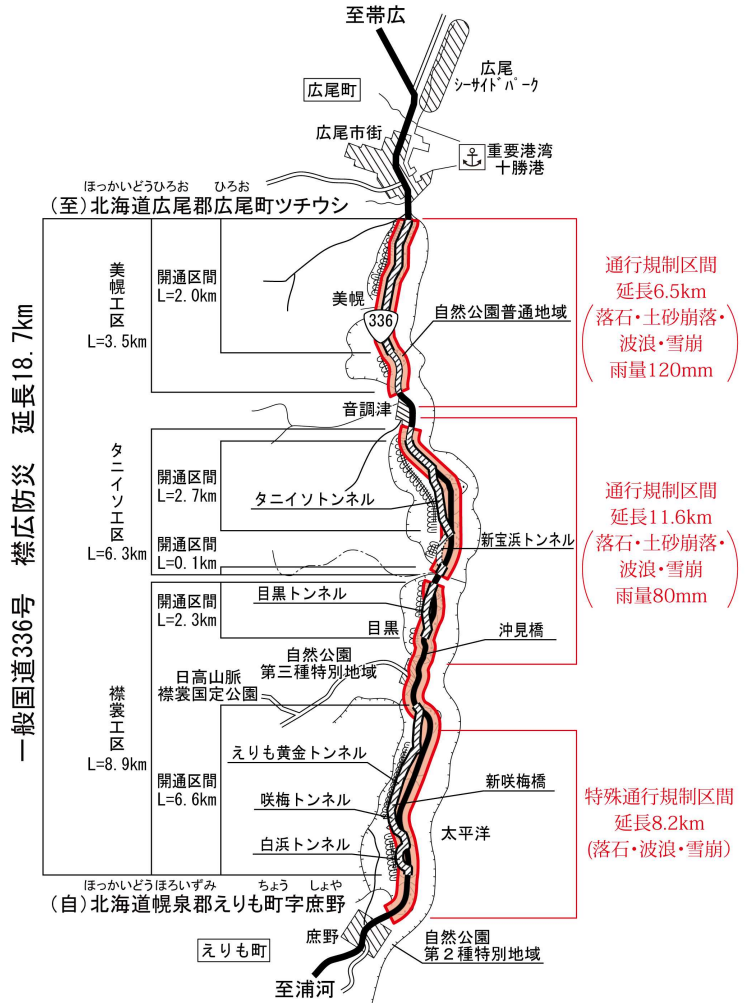 至帯広
広尾
シーサイドパーク
広尾町
広尾市街
重要港湾
十勝港
ほっかいどうひろお ひろお
(至)北海道広尾郡広尾町ツチウシ
一般国道336号 襟広防災 延長18.7km
美幌工区
L=3.5km
開通区間
L=2.0km
美幌
336
自然公園普通地域
通行規制区間
延長6.5km
(落石・土砂崩落・
波浪・雪崩
雨量120mm)
音調津
タニイソ工区
L=6.3km
開通区間
L=2.7km
タニイソトンネル
開通区間
L=0.1km
新宝浜トンネル
通行規制区間
延長11.6km
(落石・土砂崩落・
波浪・雪崩
雨量80mm)
開通区間
L=2.3km
目黒トンネル
目黒
沖見橋
自然公園
第三種特別地域
日高山脈
襟裳国定公園
襟裳工区
L=8.9km
開通区間
L=6.6km
えりも黄金トンネル
咲梅トンネル
新咲梅橋
白浜トンネル
太平洋
特殊通行規制区間
延長8.2km
(落石・波浪・雪崩)
ほっかいどうほろいずみ ちょう しょや
(自)北海道幌泉郡えりも町字庶野
庶野
えりも町
自然公園
第2種特別地域
至浦河